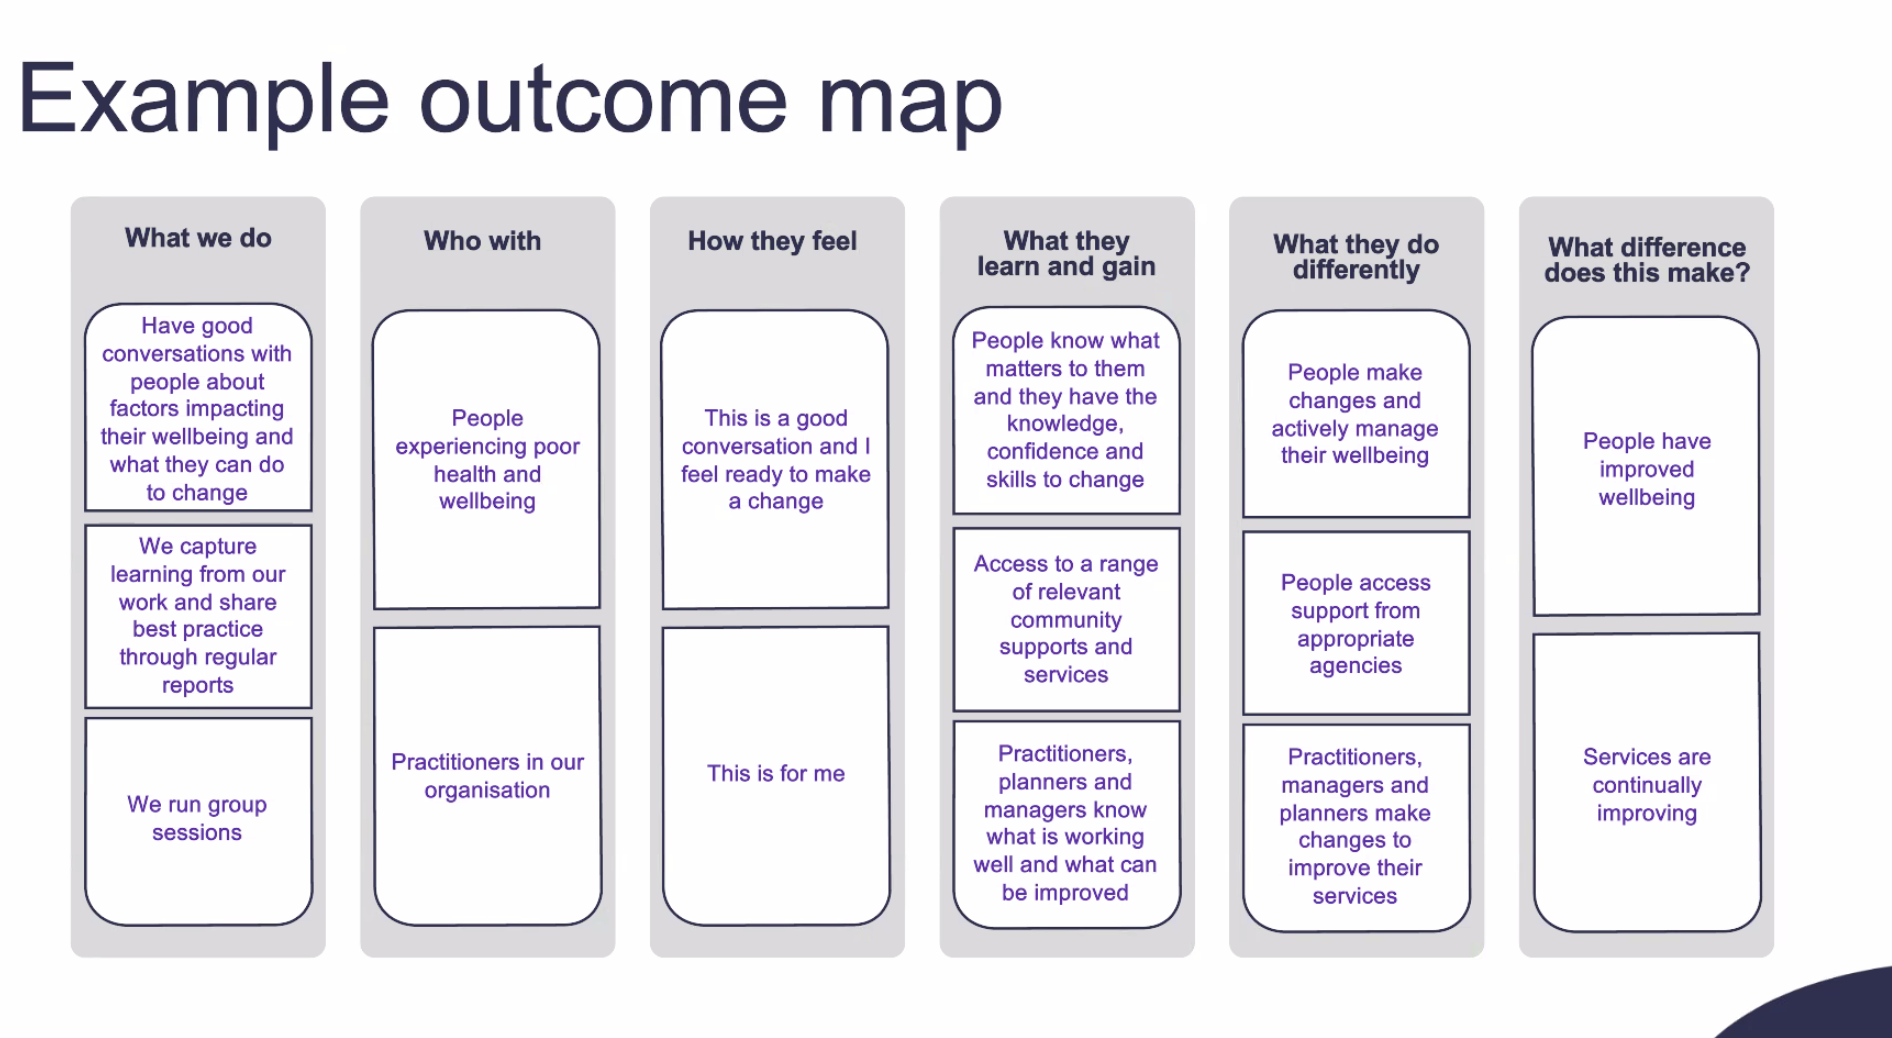 Example outcome map
What we do
Have good
conversations with
people about
factors impacting
their wellbeing and
what they can do
to change
We capture
learning from our
work and share
best practice
through regular
reports
We run group
sessions
Who with
People
experiencing poor
health and
wellbeing
Practitioners in our
organisation
How they feel
This is a good
conversation and I
feel ready to make
a change
This is for me
What they
learn and gain
People know what
matters to them
and they have the
knowledge,
confidence and
skills to change
Access to a range
of relevant
community
supports and
services
Practitioners,
planners and
managers know
what is working
well and what can
be improved
What they do
differently
People make
changes and
actively manage
their wellbeing
People access
support from
appropriate
agencies
Practitioners,
managers and
planners make
changes to
improve their
services
What difference
does this make?
People have
improved
wellbeing
Services are
continually
improving